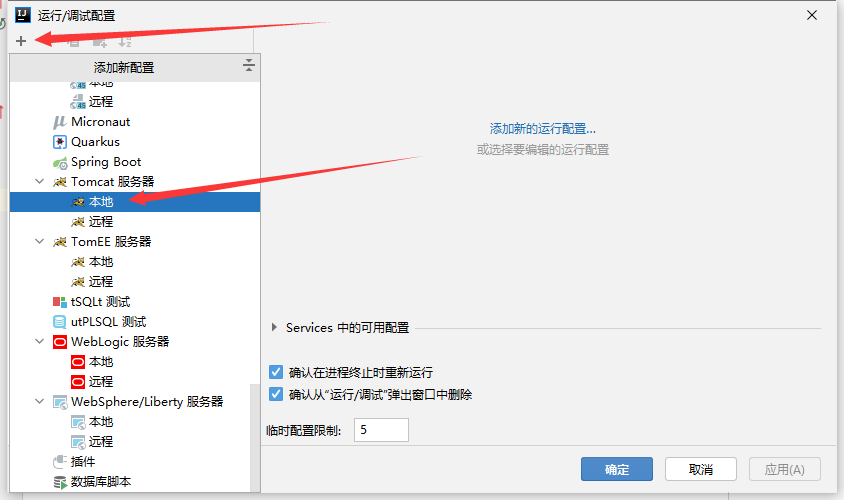 运行/调试配置
添加新配置
本地
远程
Micronaut
Quarkus
Spring Boot
Tomcat 服务器
本地
远程
TomEE 服务器
本地
远程
tSQLt 测试
utPLSQL 测试
WebLogic 服务器
本地
远程
WebSphere/Liberty 服务器
本地
远程
插件
数据库脚本
添加新的运行配置...
或选择要编辑的运行配置
Services 中的可用配置
确认在进程终止时重新运行
确认从“运行/调试”弹出窗口中删除
临时配置限制: 5
确定 取消 应用(A)